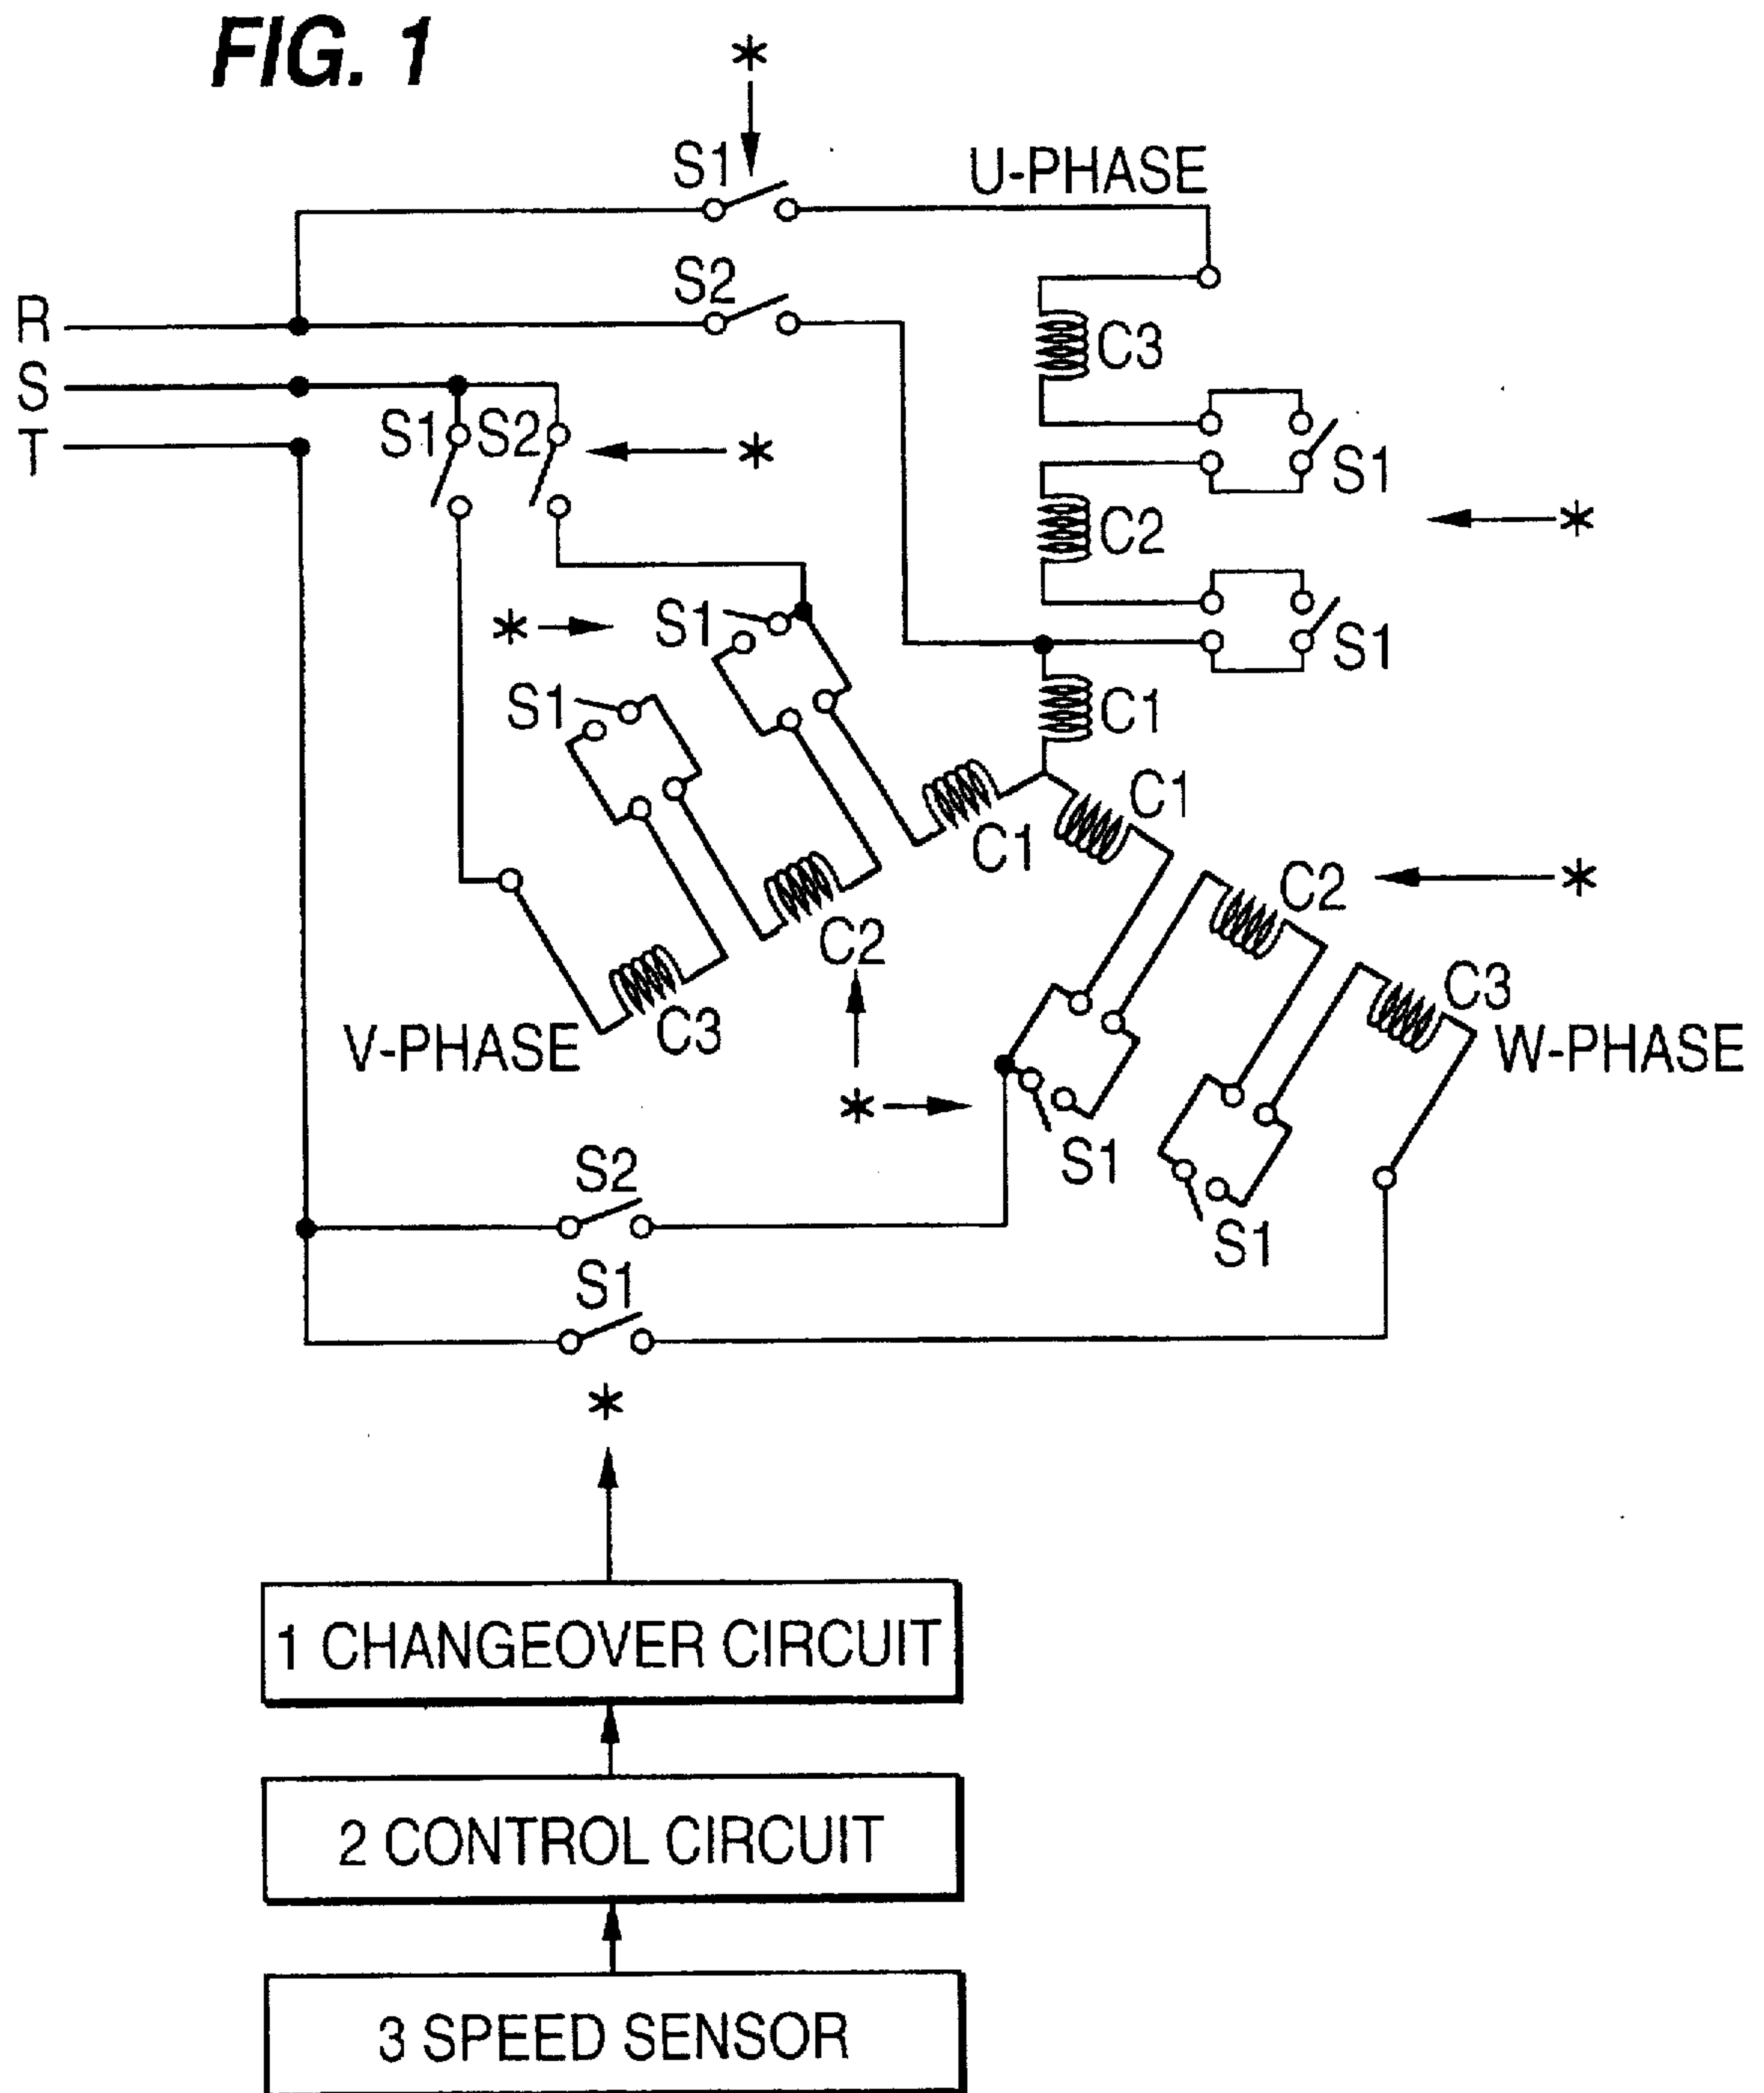 FIG. 1
*
S1
U-PHASE
S2
R
C3
S
S1 S2
*
T
S1
C2
*
*
S1
S1
S1
C1
C1
C1
C2
*
C2
C3
C3
V-PHASE
W-PHASE
*
S1
S2
S1
S1
*
1 CHANGEOVER CIRCUIT
2 CONTROL CIRCUIT
3 SPEED SENSOR